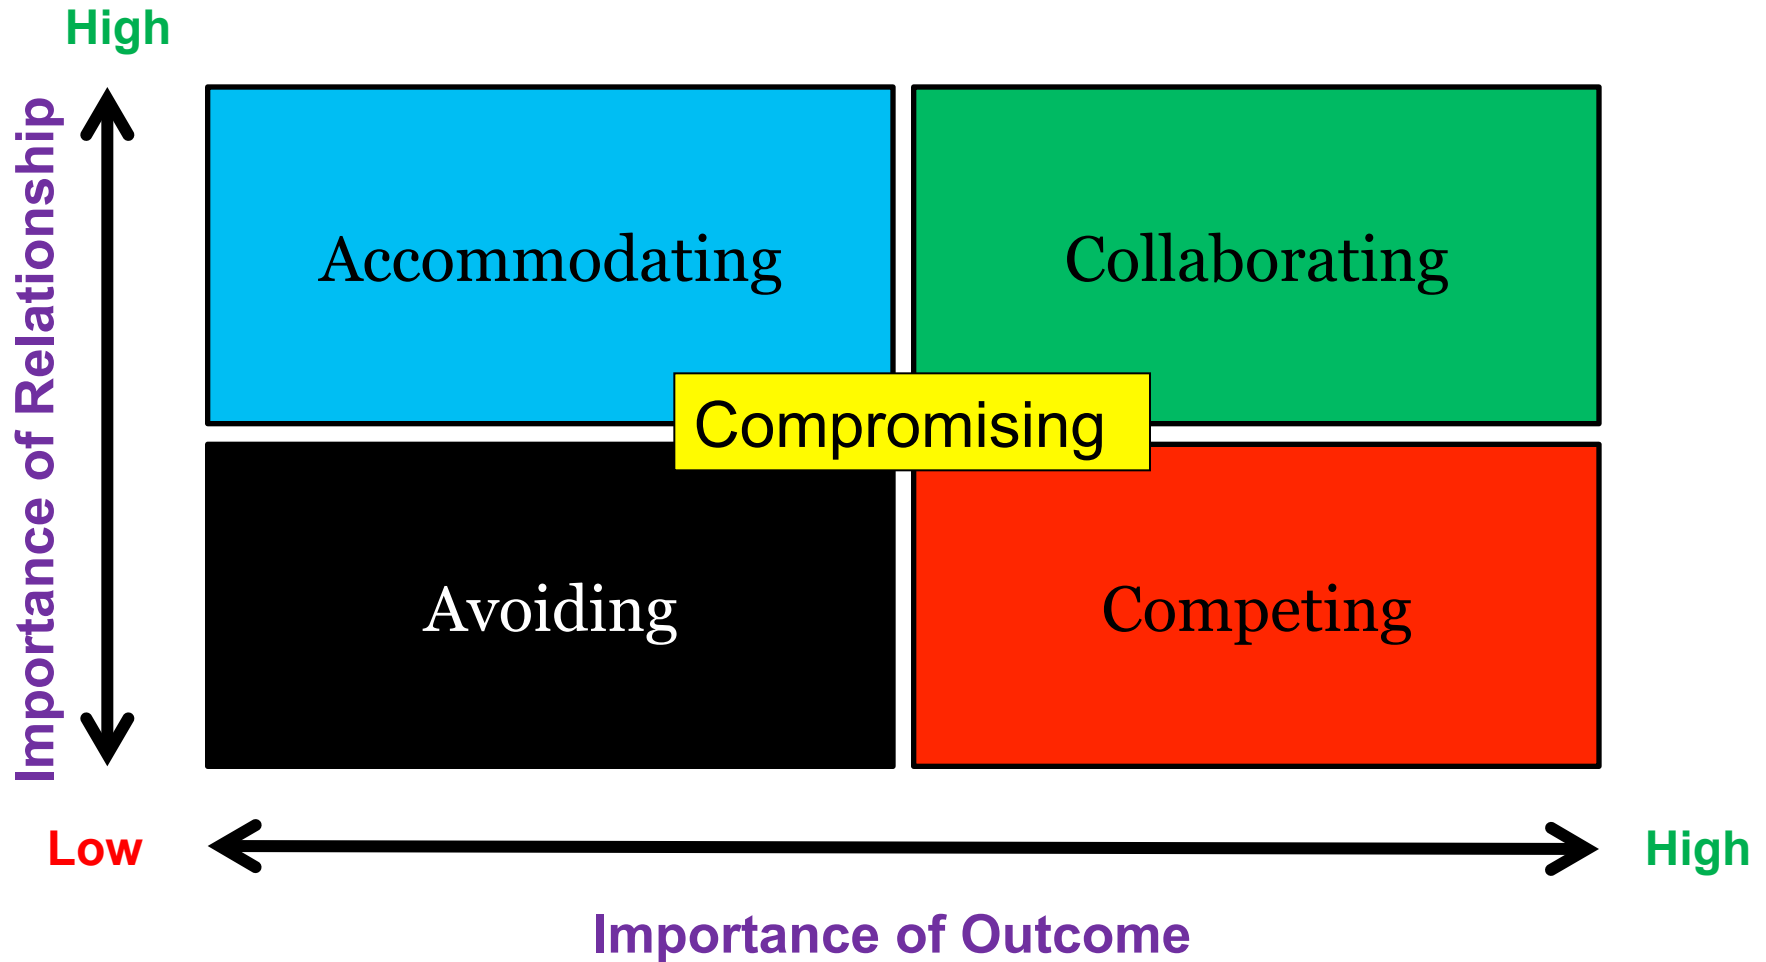 High
Importance of Relationship
Accommodating
Collaborating
Compromising
Avoiding
Competing
Low
High
Importance of Outcome